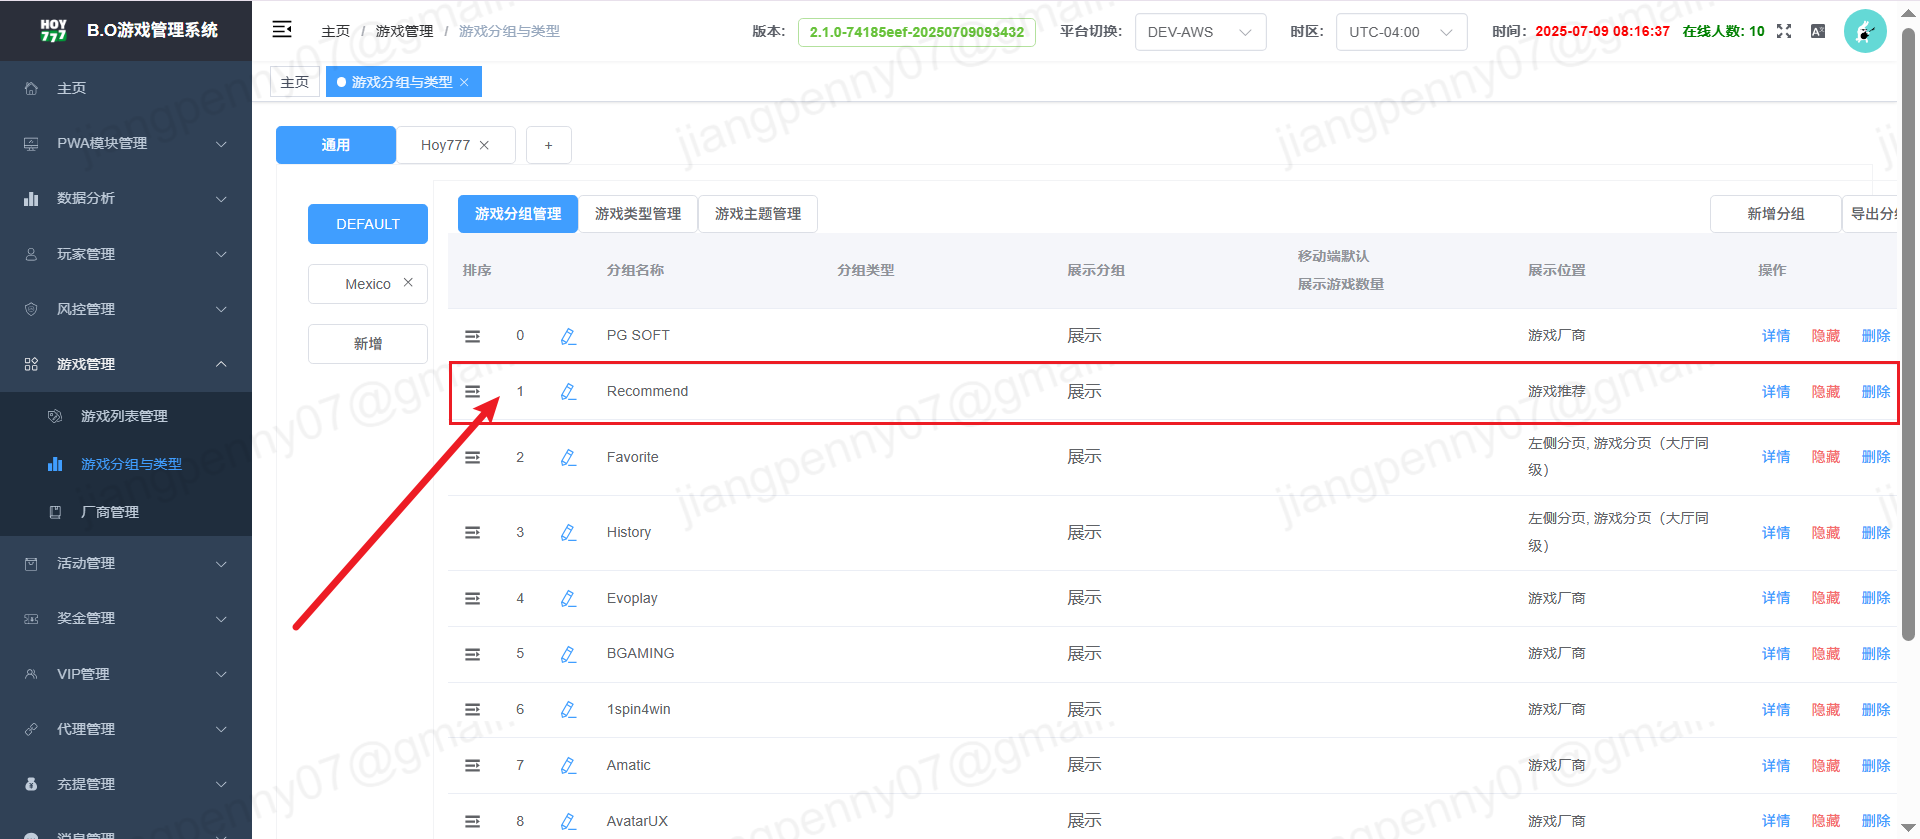 HOY
777
B.O游戏管理系统
主页 / 游戏管理 / 游戏分组与类型
版本：
2.1.0-74185eef-20250709093432
平台切换：
DEV-AWS
时区：
UTC-04:00
时间：
2025-07-09 08:16:37
在线人数: 10
主页
游戏分组与类型
主页
PWA模块管理
数据分析
玩家管理
风控管理
游戏管理
游戏列表管理
游戏分组与类型
厂商管理
活动管理
奖金管理
VIP管理
代理管理
充提管理
消息管理
通用
Hoy777
+
DEFAULT
Mexico
新增
游戏分组管理
游戏类型管理
游戏主题管理
新增分组
导出分
排序 分组名称 分组类型 展示分组 移动端默认
展示游戏数量 展示位置 操作
0 PG SOFT 展示 游戏厂商 详情 隐藏 删除
1 Recommend 展示 游戏推荐 详情 隐藏 删除
2 Favorite 展示 左侧分页, 游戏分页（大厅同
级） 详情 隐藏 删除
3 History 展示 左侧分页, 游戏分页（大厅同
级） 详情 隐藏 删除
4 Evoplay 展示 游戏厂商 详情 隐藏 删除
5 BGAMING 展示 游戏厂商 详情 隐藏 删除
6 1spin4win 展示 游戏厂商 详情 隐藏 删除
7 Amatic 展示 游戏厂商 详情 隐藏 删除
8 AvatarUX 展示 游戏厂商 详情 隐藏 删除
jiangpenny07@gmail.